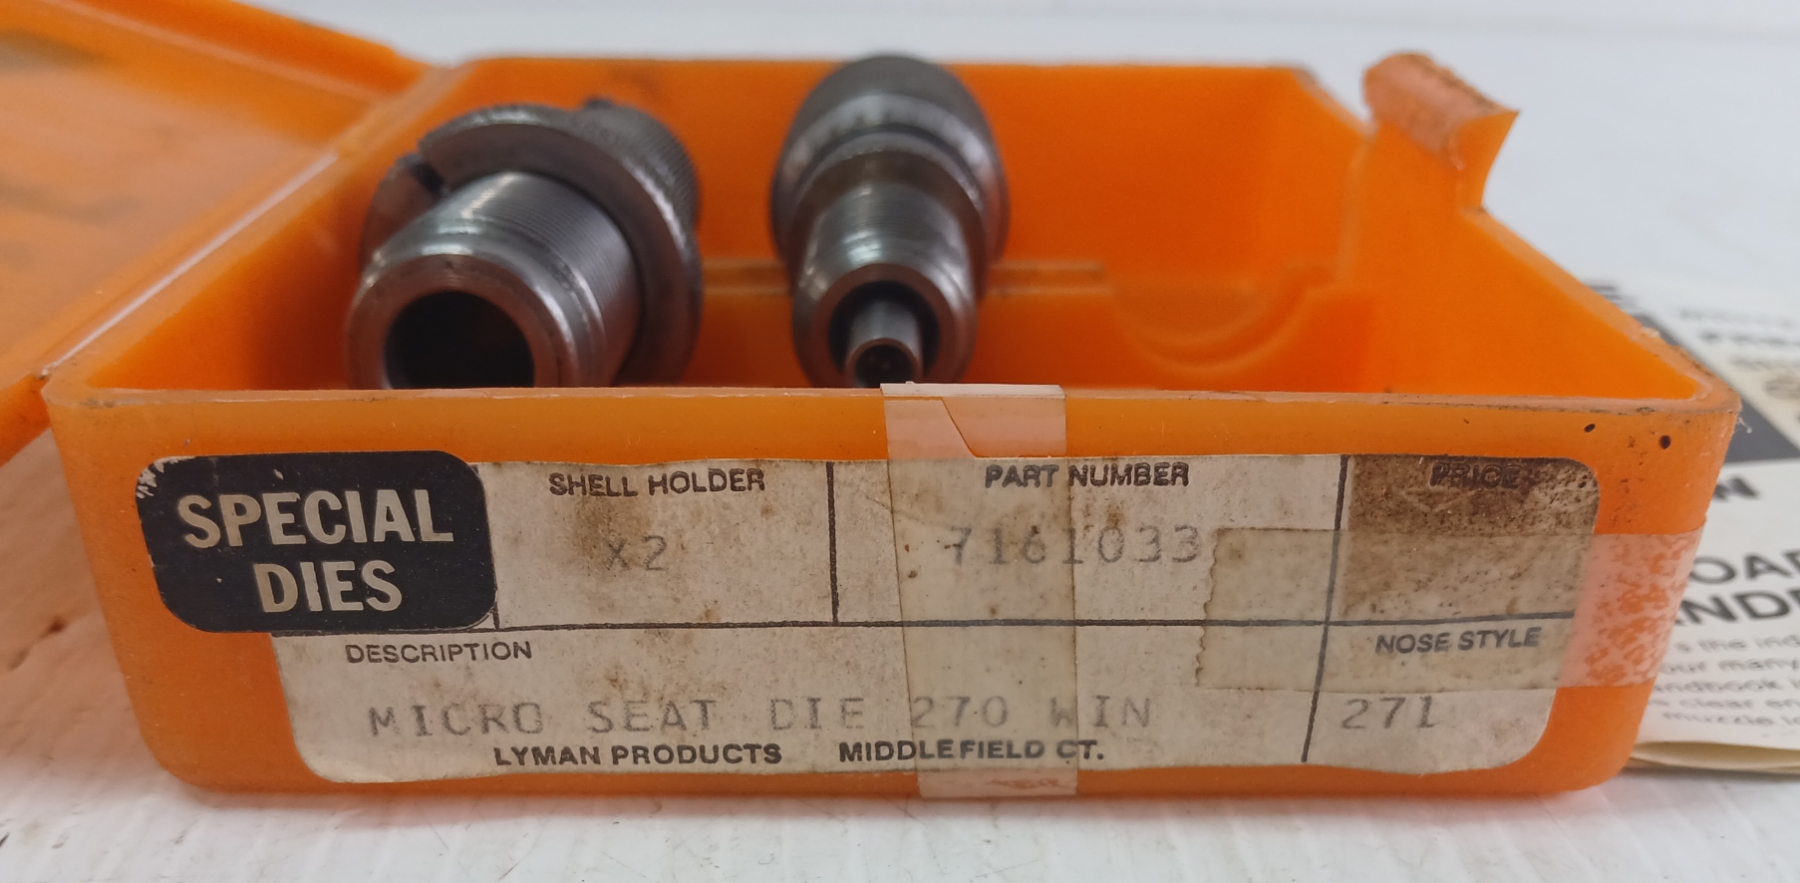 SPECIAL DIES
SHELL HOLDER
X2
PART NUMBER
7161033
PRICE
DESCRIPTION
MICRO SEAT DIE 270 WIN
NOSE STYLE
271
LYMAN PRODUCTS MIDDLEFIELD CT.